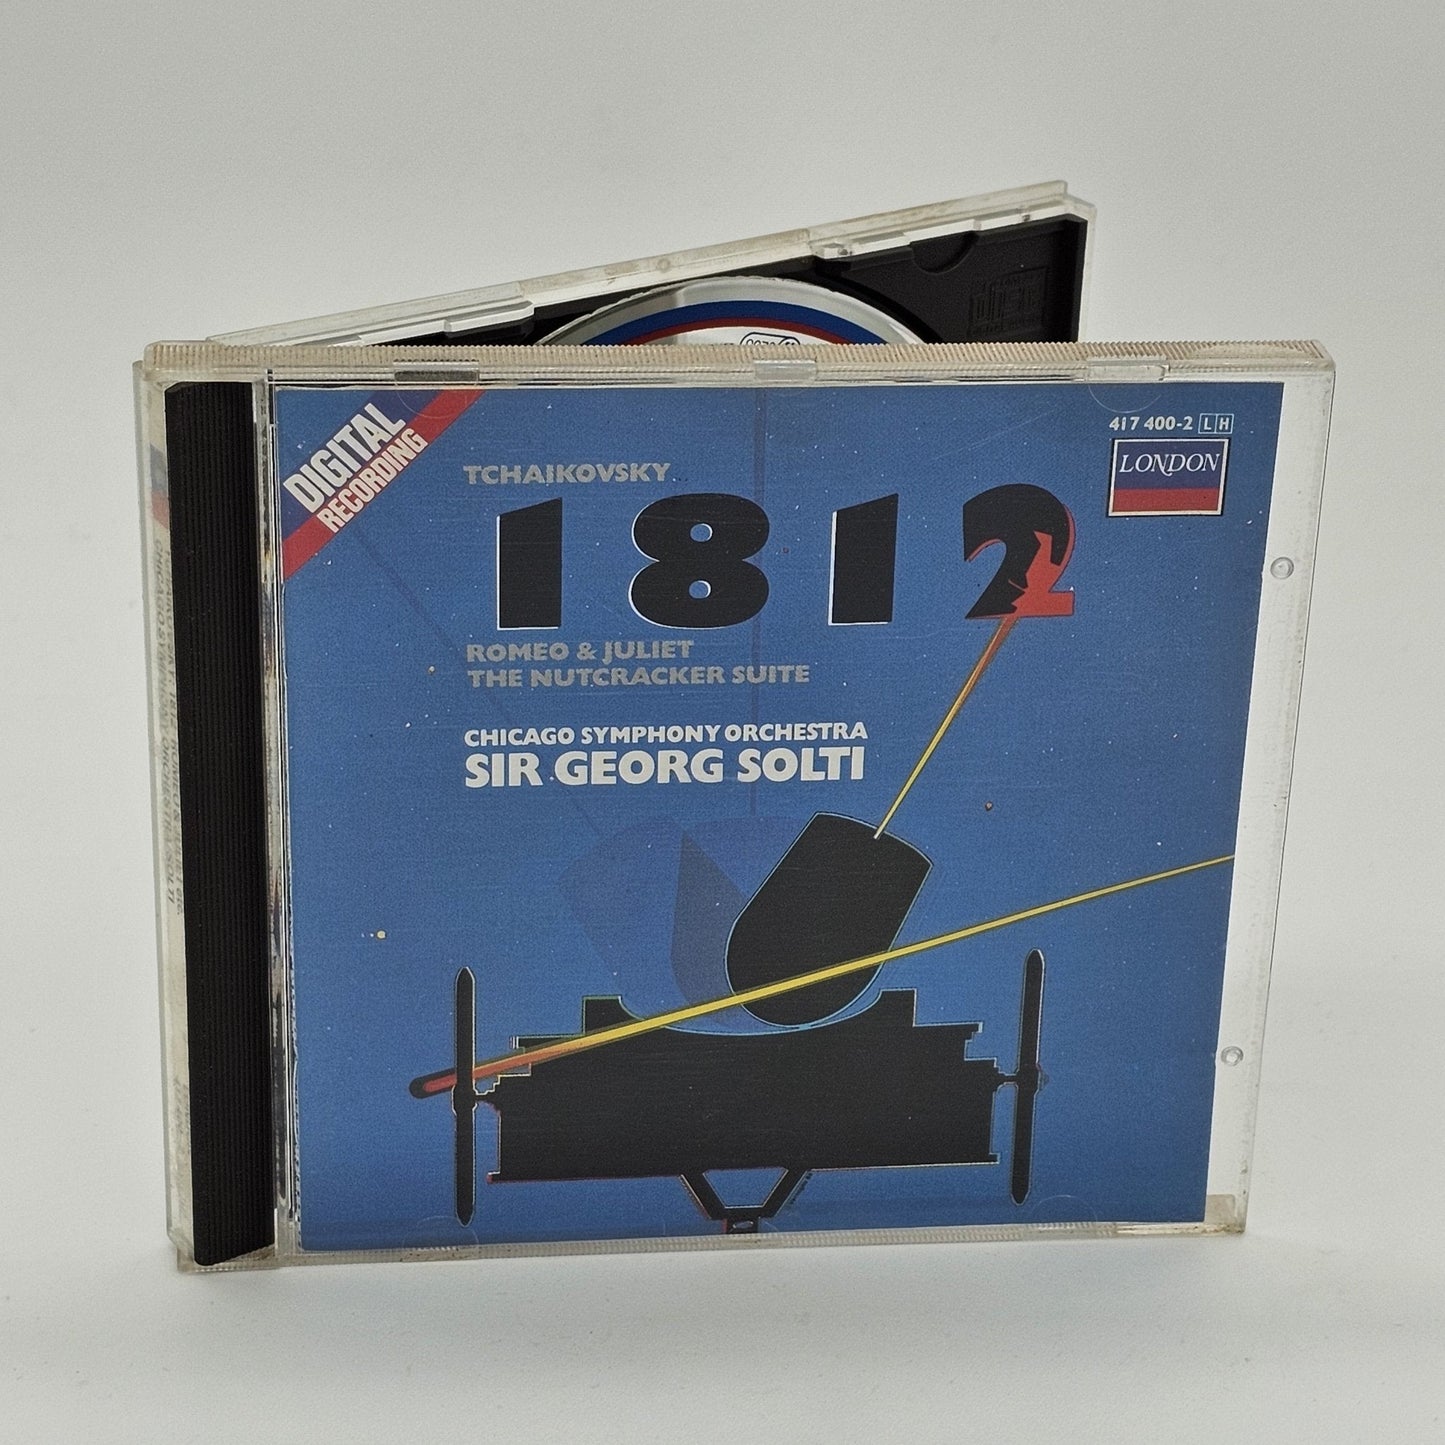 DIGITAL
RECORDING
417 400-2 LH
LONDON
TCHAIKOVSKY
1812
ROMEO & JULIET
THE NUTCRACKER SUITE
CHICAGO SYMPHONY ORCHESTRA
SIR GEORG SOLTI